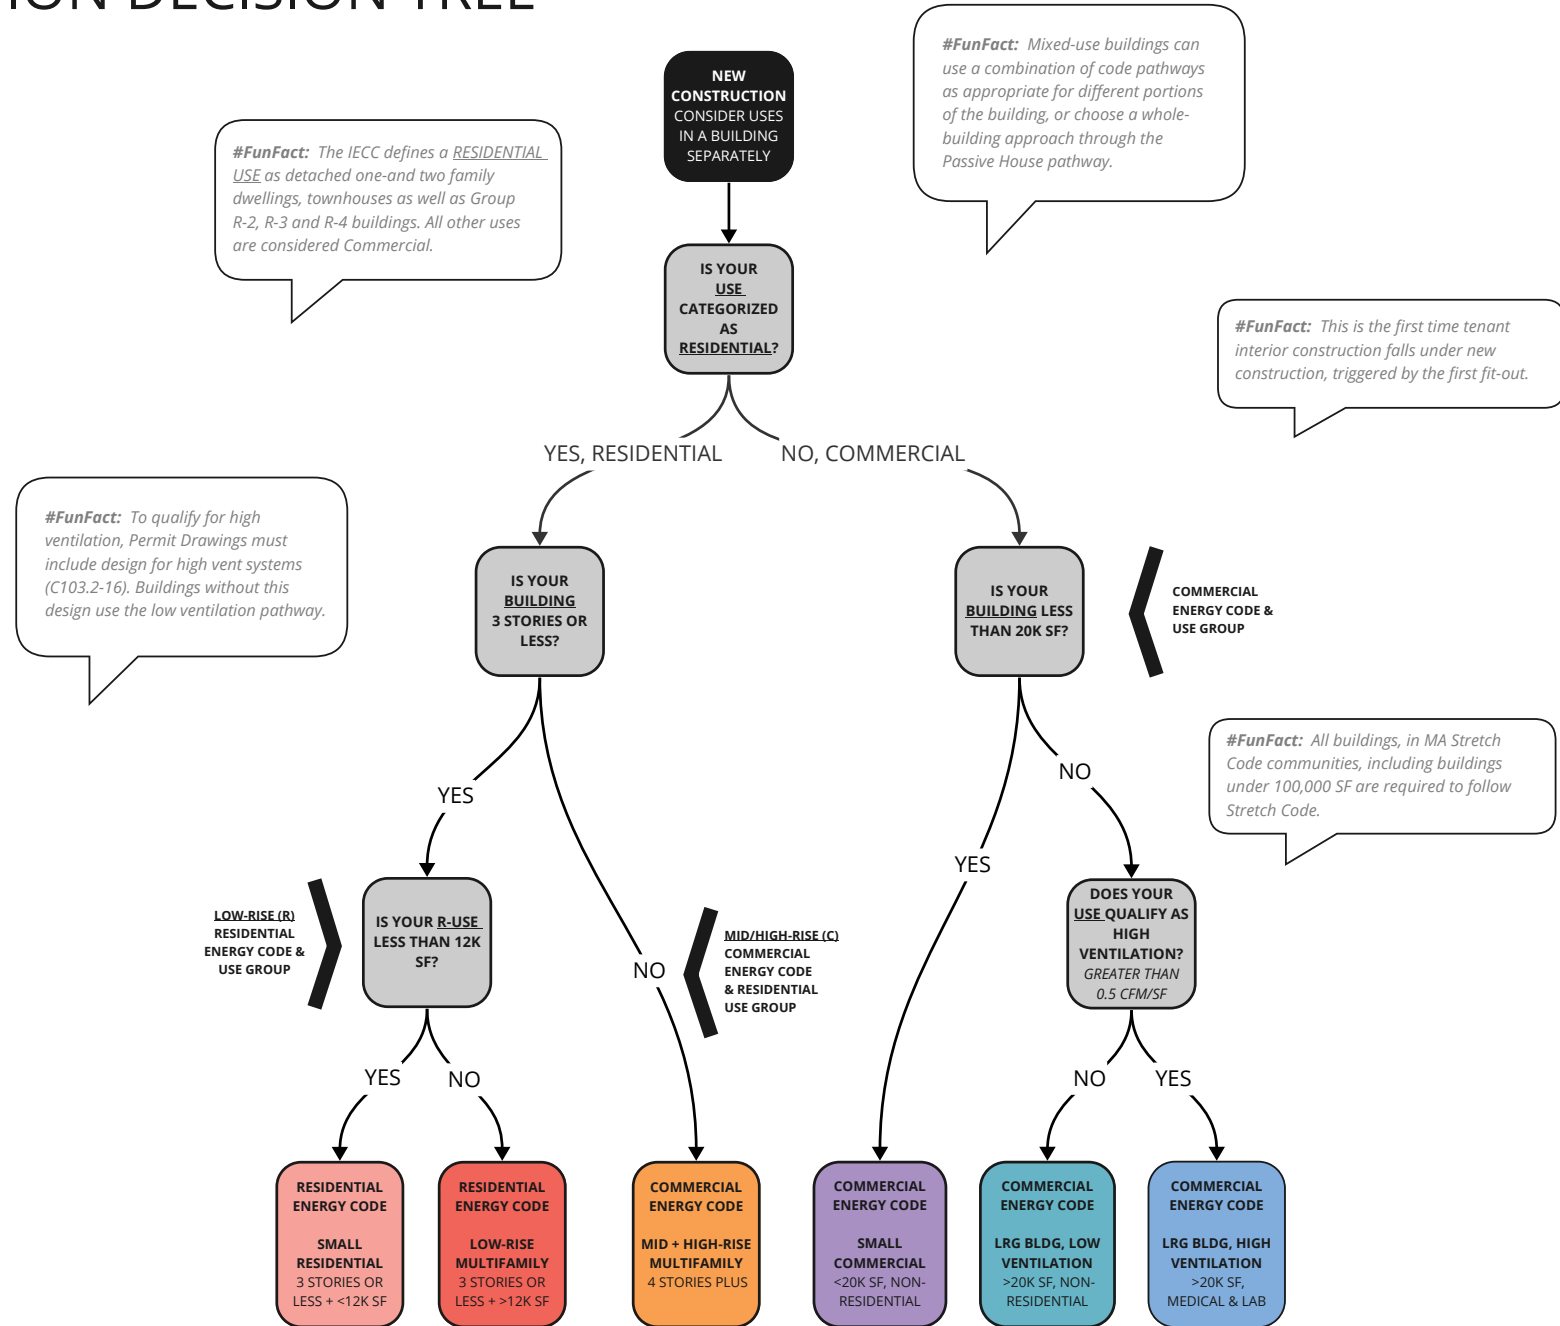 ION DECISION TREE
#FunFact: Mixed-use buildings can
use a combination of code pathways
as appropriate for different portions
of the building, or choose a whole-
building approach through the
Passive House pathway.
NEW
CONSTRUCTION
CONSIDER USES
IN A BUILDING
SEPARATELY
#FunFact: The IECC defines a RESIDENTIAL
USE as detached one-and two family
dwellings, townhouses as well as Group
R-2, R-3 and R-4 buildings. All other uses
are considered Commercial.
IS YOUR
USE
CATEGORIZED
AS
RESIDENTIAL?
#FunFact: This is the first time tenant
interior construction falls under new
construction, triggered by the first fit-out.
YES, RESIDENTIAL
NO, COMMERCIAL
#FunFact: To qualify for high
ventilation, Permit Drawings must
include design for high vent systems
(C103.2-16). Buildings without this
design use the low ventilation pathway.
IS YOUR
BUILDING
3 STORIES OR
LESS?
IS YOUR
BUILDING LESS
THAN 20K SF?
COMMERCIAL
ENERGY CODE &
USE GROUP
#FunFact: All buildings, in MA Stretch
Code communities, including buildings
under 100,000 SF are required to follow
Stretch Code.
YES
NO
YES
NO
LOW-RISE (R)
RESIDENTIAL
ENERGY CODE &
USE GROUP
IS YOUR R-USE
LESS THAN 12K
SF?
MID/HIGH-RISE (C)
COMMERCIAL
ENERGY CODE
& RESIDENTIAL
USE GROUP
DOES YOUR
USE QUALIFY AS
HIGH
VENTILATION?
GREATER THAN
0.5 CFM/SF
YES
NO
NO
YES
RESIDENTIAL
ENERGY CODE
SMALL
RESIDENTIAL
3 STORIES OR
LESS + <12K SF
RESIDENTIAL
ENERGY CODE
LOW-RISE
MULTIFAMILY
3 STORIES OR
LESS + >12K SF
COMMERCIAL
ENERGY CODE
MID + HIGH-RISE
MULTIFAMILY
4 STORIES PLUS
COMMERCIAL
ENERGY CODE
SMALL
COMMERCIAL
<20K SF, NON-
RESIDENTIAL
COMMERCIAL
ENERGY CODE
LRG BLDG, LOW
VENTILATION
>20K SF, NON-
RESIDENTIAL
COMMERCIAL
ENERGY CODE
LRG BLDG, HIGH
VENTILATION
>20K SF,
MEDICAL & LAB